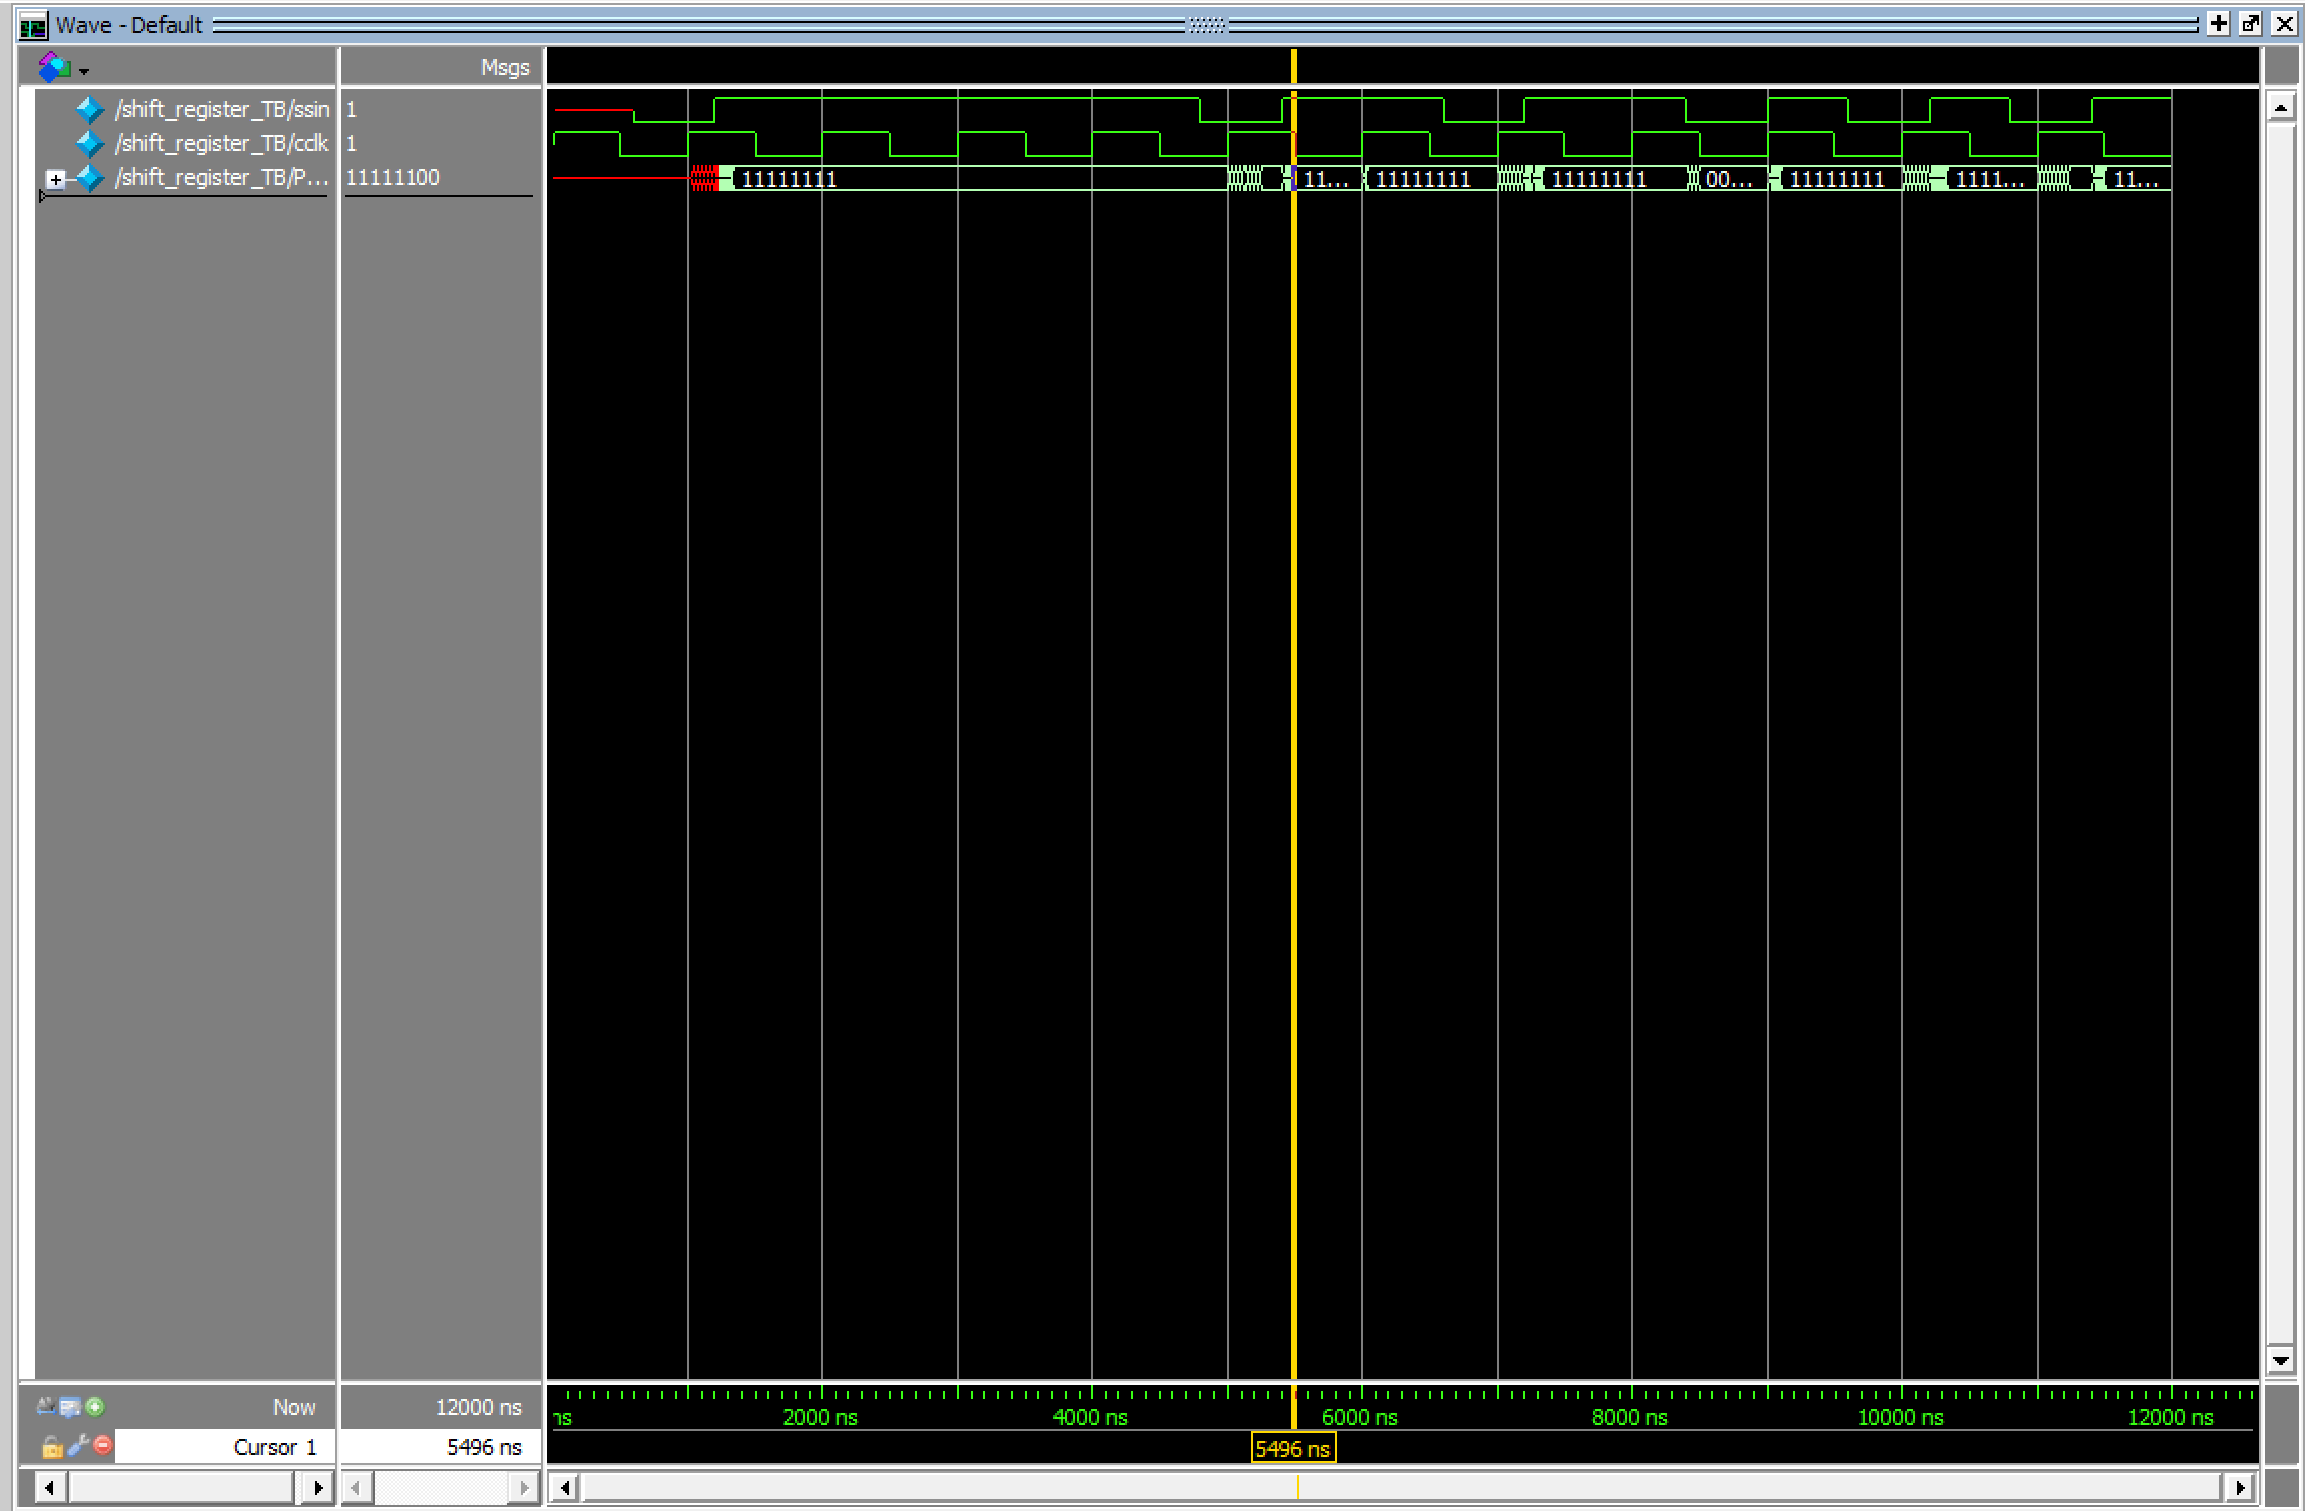 Wave - Default
Msgs
/shift_register_TB/ssin 1
/shift_register_TB/cclk 1
/shift_register_TB/P... 11111100
11111111 11... 11111111 11111111 00... 11111111 1111... 11...
Now 12000 ns
ns 2000 ns 4000 ns 6000 ns 8000 ns 10000 ns 12000 ns
Cursor 1 5496 ns
5496 ns